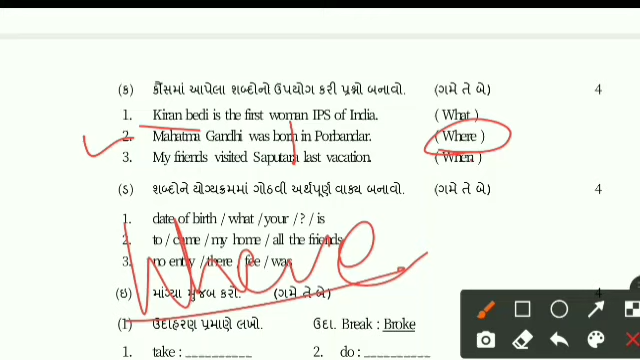 (ક) કૌંસમાં આપેલા શબ્દોનો ઉપયોગ કરી પ્રશ્નો બનાવો. (ગમે તે બે) 4
1. Kiran bedi is the first woman IPS of India. ( What )
2. Mahatma Gandhi was born in Porbandar. ( Where )
3. My friends visited Saputara last vacation. ( When )
(ડ) શબ્દોને યોગ્યક્રમમાં ગોઠવી અર્થપૂર્ણ વાક્ય બનાવો. (ગમે તે બે) 4
1. date of birth / what / your / ? / is
2. to / came / my home / all the friends
3. no entry / there / fee / was
Where
(ઇ) માંગ્યા મુજબ કરો. (ગમે તે બે) 4
(I) ઉદાહરણ પ્રમાણે લખો. ઉદા. Break : Broke
1. take : __________ 2. do : __________